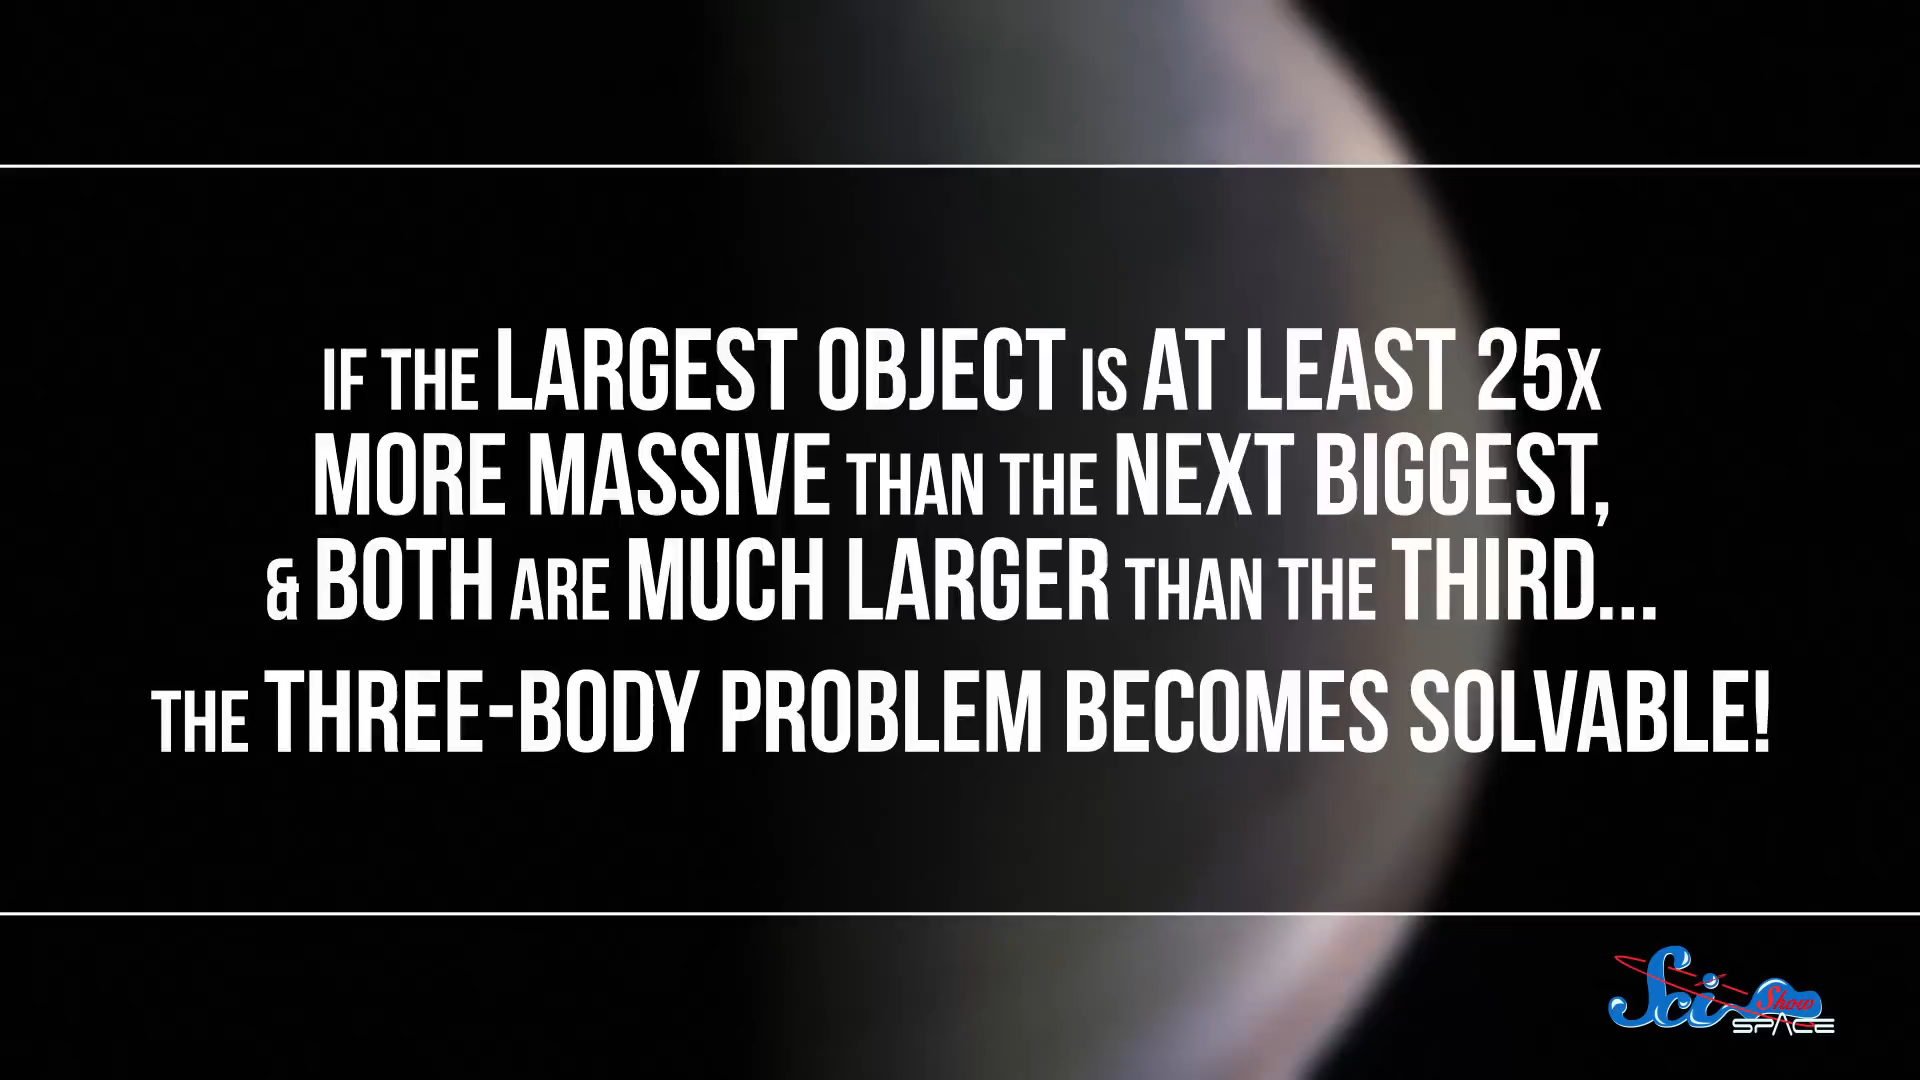 IF THE LARGEST OBJECT IS AT LEAST 25X
MORE MASSIVE THAN THE NEXT BIGGEST,
& BOTH ARE MUCH LARGER THAN THE THIRD...
THE THREE-BODY PROBLEM BECOMES SOLVABLE!
Sci Show
SPACE